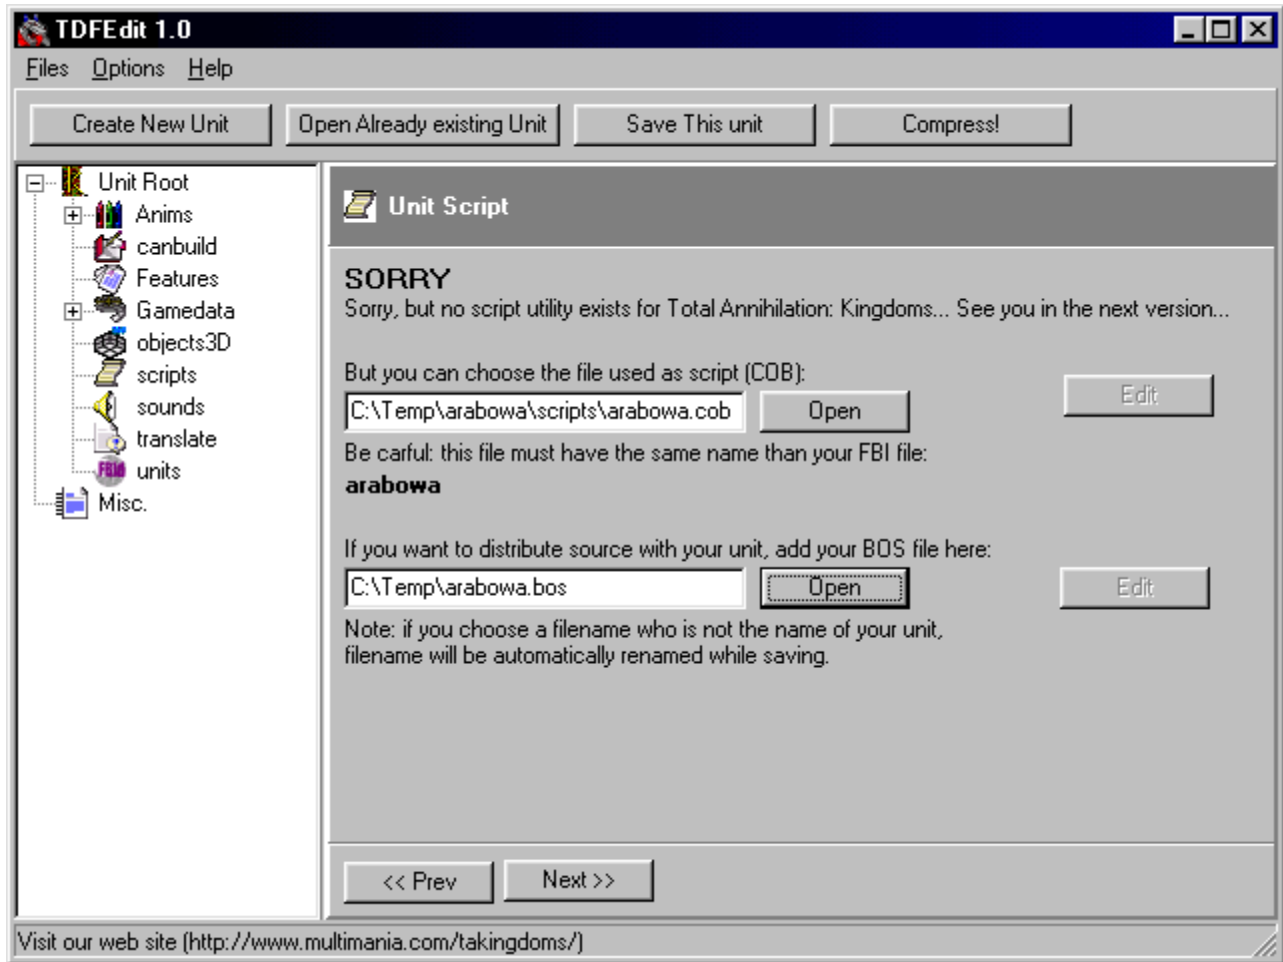 TDFEdit 1.0
Files Options Help
Create New Unit Open Already existing Unit Save This unit Compress!
Unit Root
Anims
canbuild
Features
Gamedata
objects3D
scripts
sounds
translate
FBI
units
Misc.
Unit Script
SORRY
Sorry, but no script utility exists for Total Annihilation: Kingdoms... See you in the next version...
But you can choose the file used as script (COB):
C:\Temp\arabowa\scripts\arabowa.cob Open Edit
Be carful: this file must have the same name than your FBI file:
arabowa
If you want to distribute source with your unit, add your BOS file here:
C:\Temp\arabowa.bos Open Edit
Note: if you choose a filename who is not the name of your unit,
filename will be automatically renamed while saving.
<< Prev Next >>
Visit our web site (http://www.multimania.com/takingdoms/)